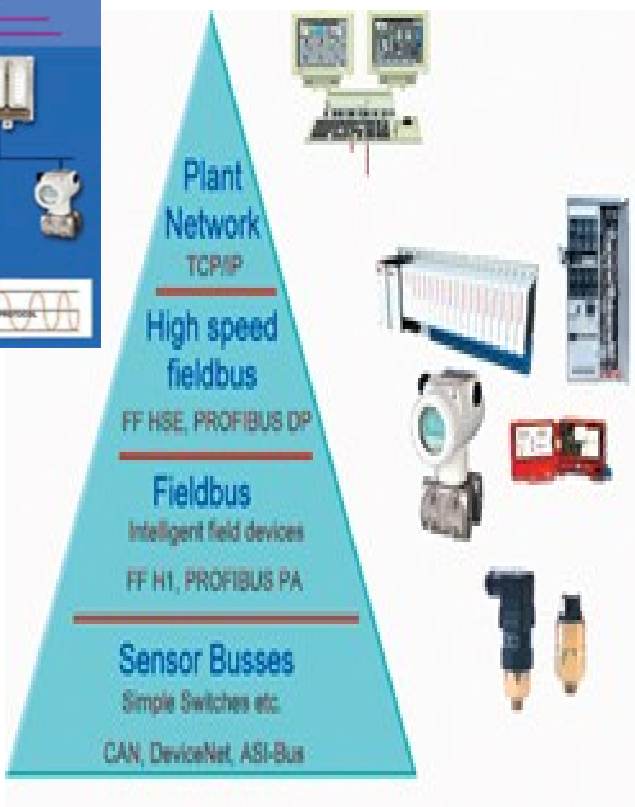 Plant
Network
TCP/IP
High speed
fieldbus
FF HSE, PROFIBUS DP
Fieldbus
Intelligent field devices
FF H1, PROFIBUS PA
Sensor Busses
Simple Switches etc.
CAN, DeviceNet, ASI-Bus
PROTOCOL